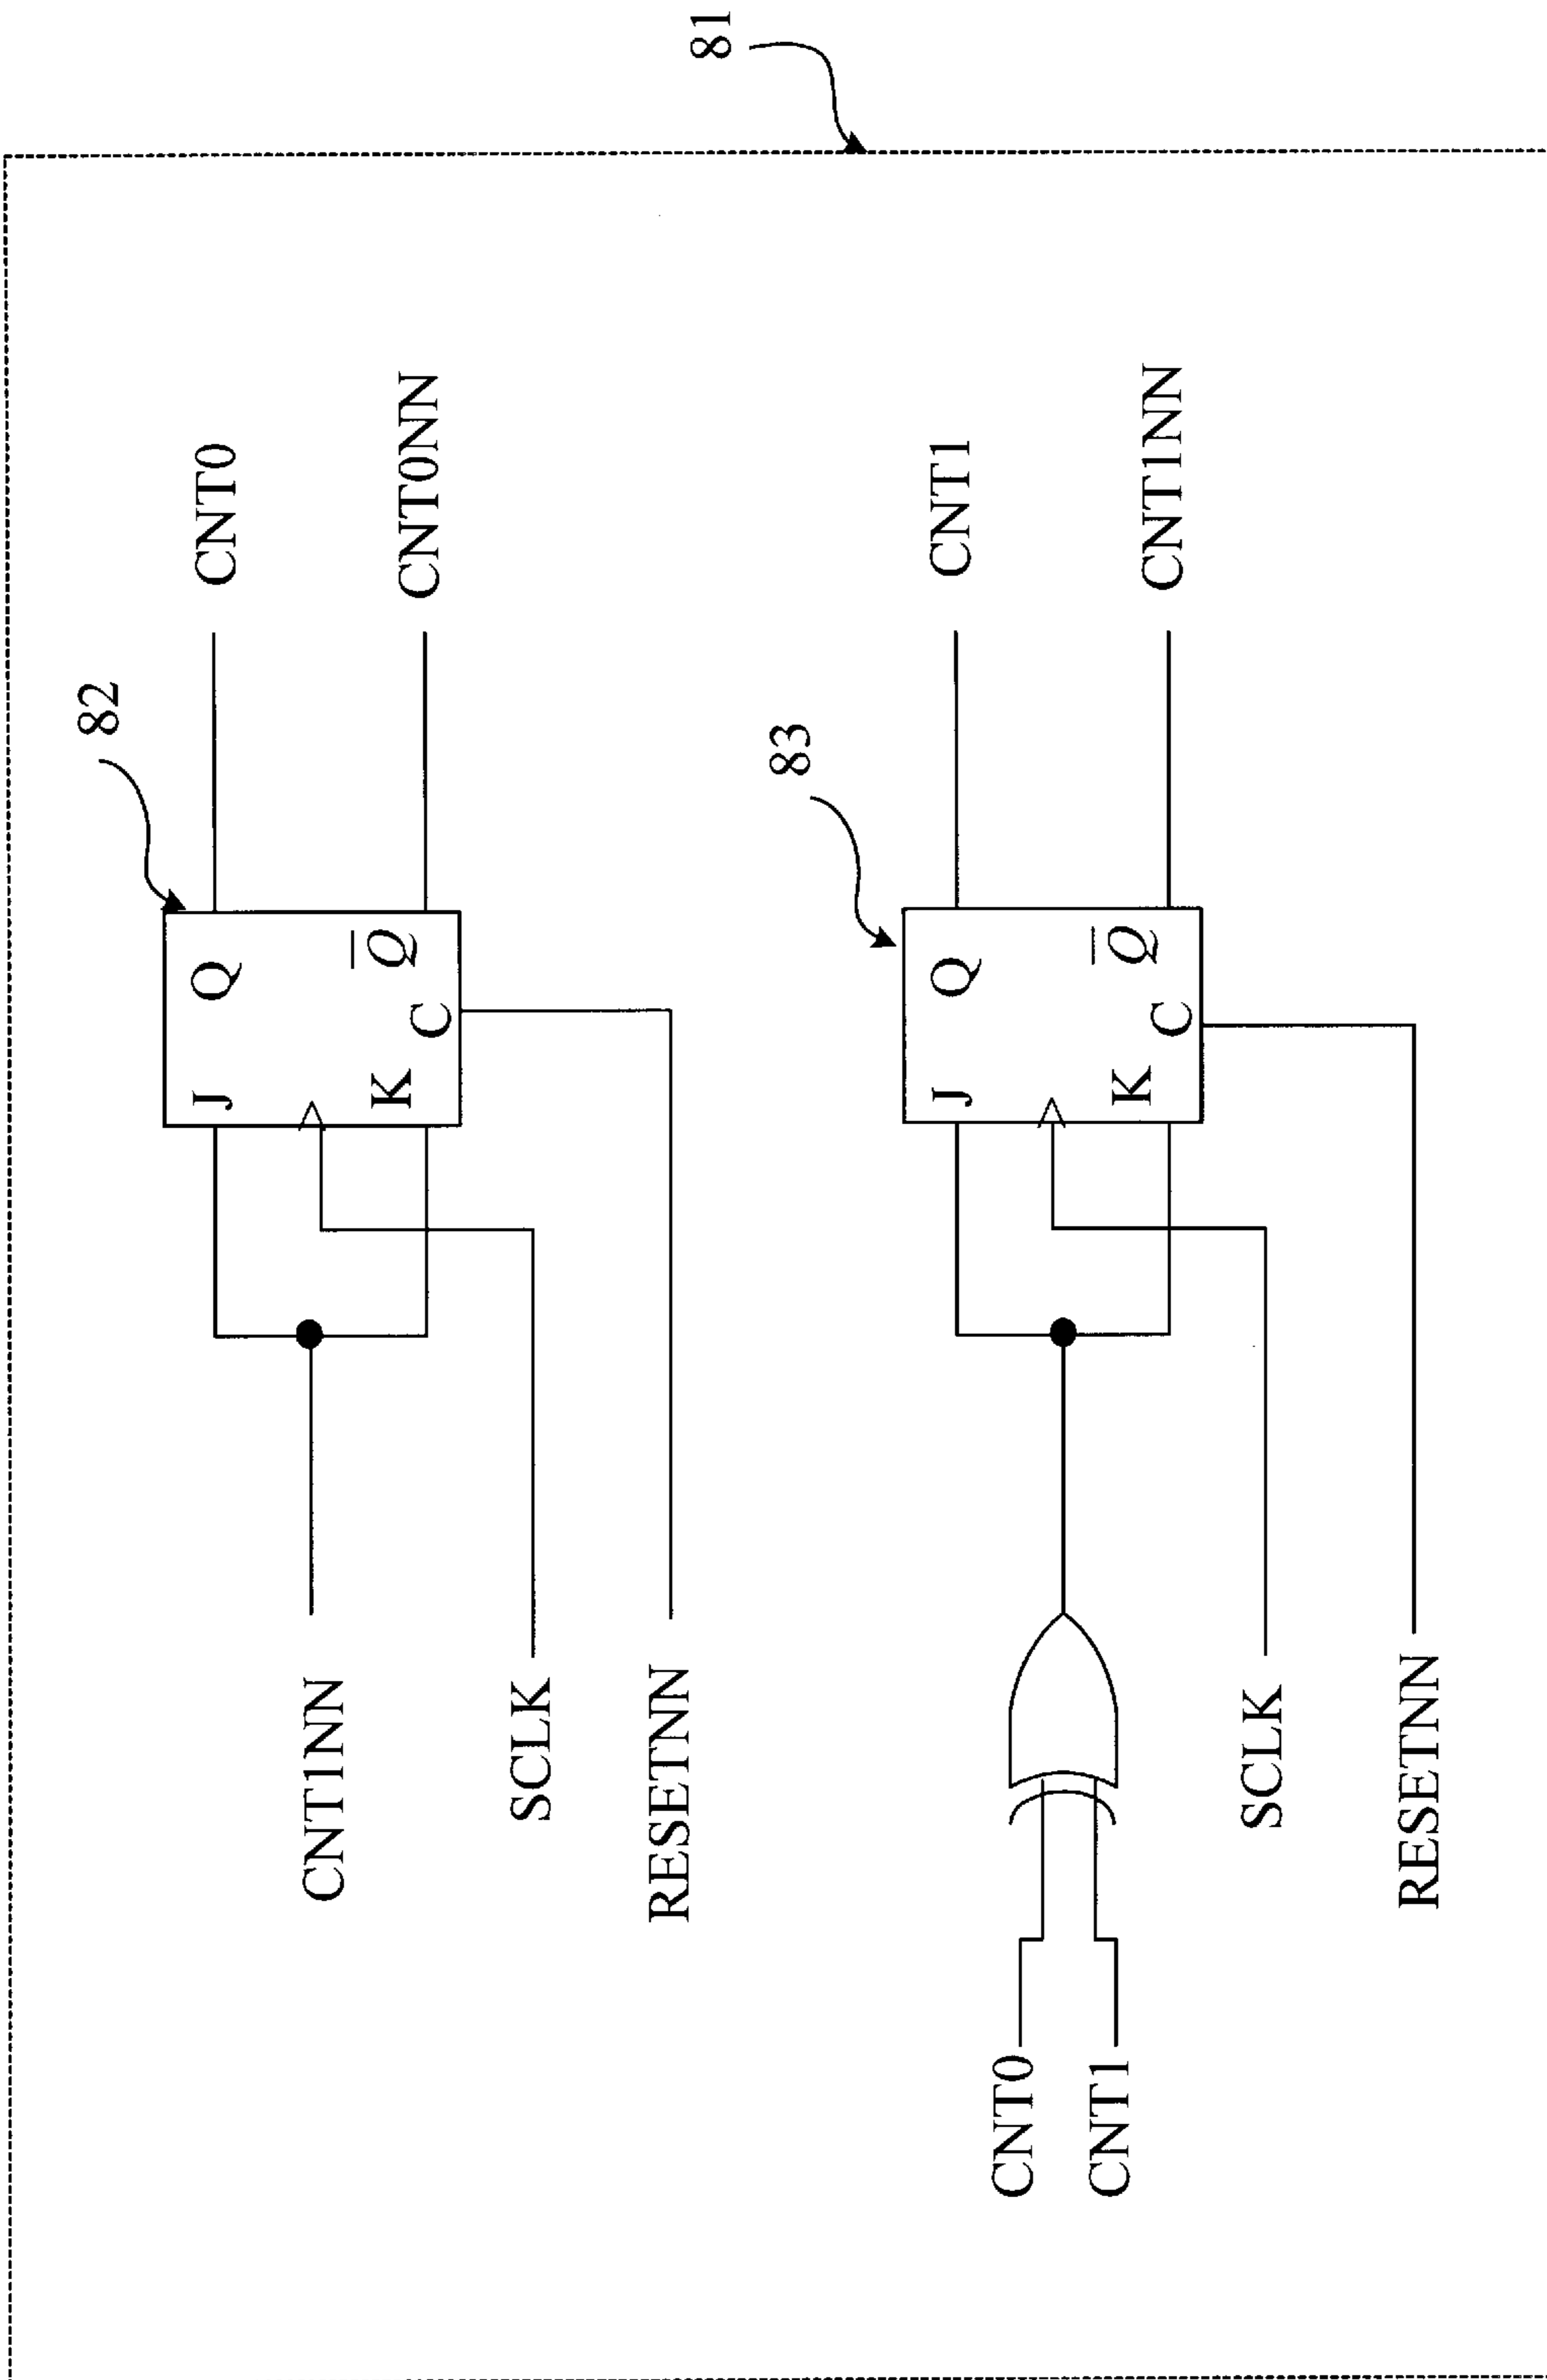 81
82
CNT1NN
J
Q
CNT0
SCLK
K
Q
CNT0NN
C
RESETNN
83
CNT0
CNT1
J
Q
CNT1
SCLK
K
Q
CNT1NN
C
RESETNN